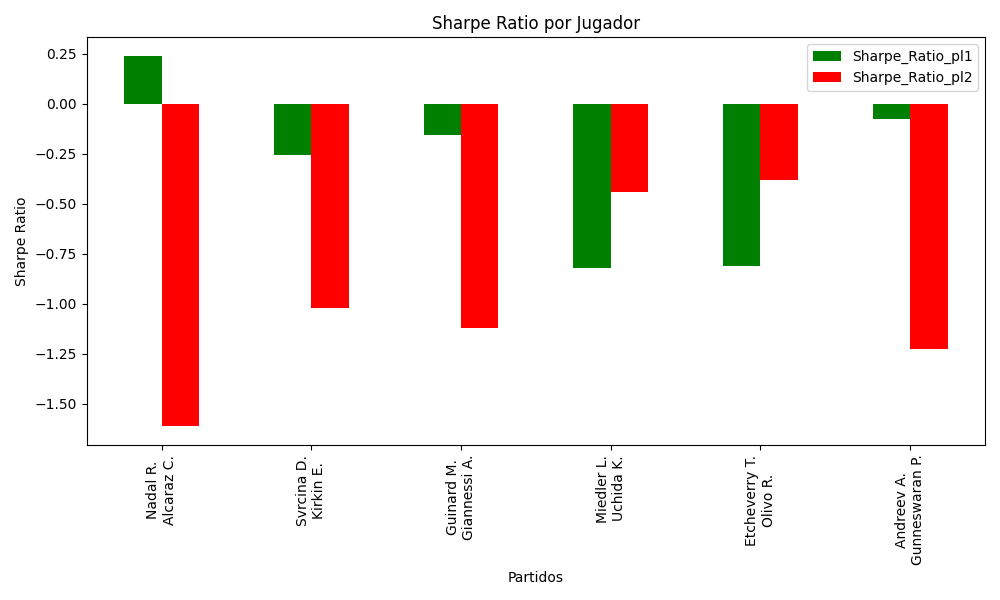 Sharpe Ratio por Jugador
Sharpe_Ratio_pl1
Sharpe_Ratio_pl2
Sharpe Ratio
0.25
0.00
−0.25
−0.50
−0.75
−1.00
−1.25
−1.50
Nadal R.
Alcaraz C.
Svrcina D.
Kirkin E.
Guinard M.
Giannessi A.
Miedler L.
Uchida K.
Etcheverry T.
Olivo R.
Andreev A.
Gunneswaran P.
Partidos